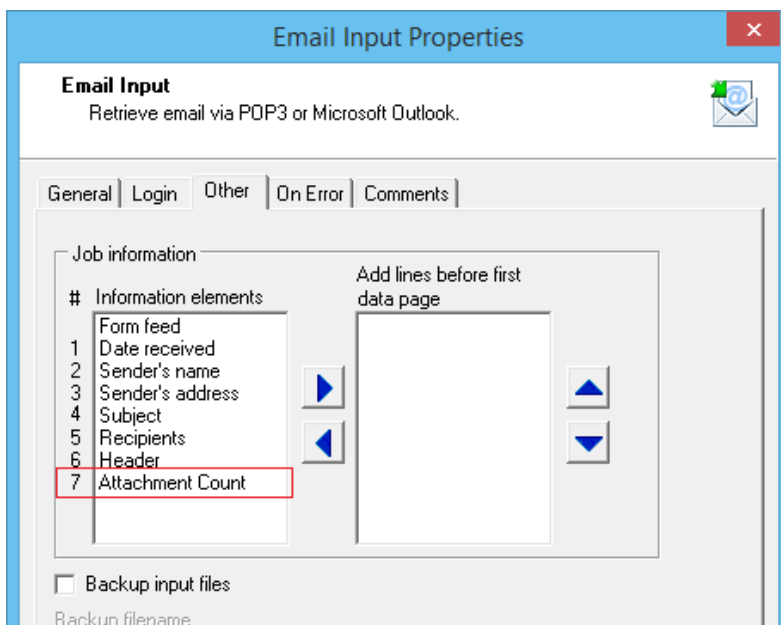 Email Input Properties
Email Input
Retrieve email via POP3 or Microsoft Outlook.
General Login Other On Error Comments
Job information
# Information elements
Add lines before first
data page
Form feed
1 Date received
2 Sender's name
3 Sender's address
4 Subject
5 Recipients
6 Header
7 Attachment Count
Backup input files
Backup filename